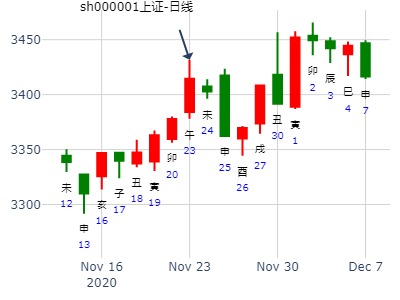 sh000001上证-日线
3450
3400
3350
3300
未
12
申
13
亥
16
子
17
丑
18
寅
19
卯
20
午
23
未
24
申
25
酉
26
戌
27
丑
30
寅
1
卯
2
辰
3
巳
4
申
7
Nov 16
2020
Nov 23
Nov 30
Dec 7